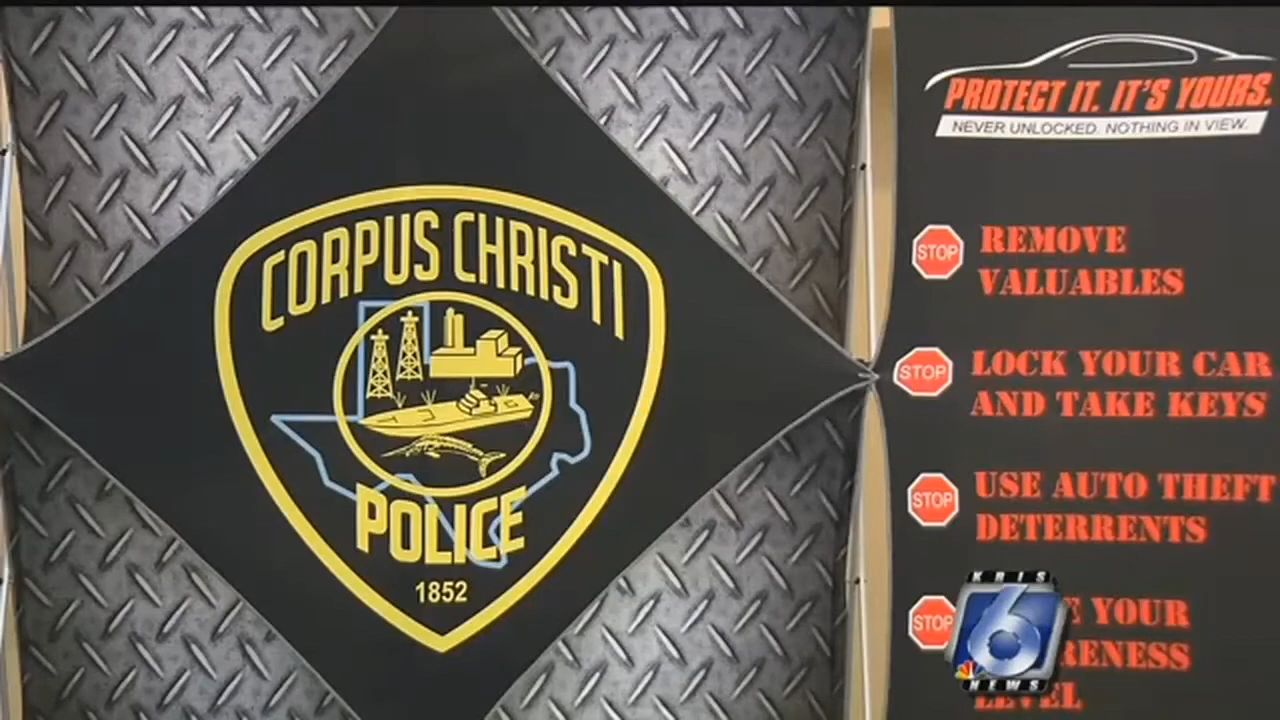 CORPUS CHRISTI
POLICE
1852
PROTECT IT. IT'S YOURS.
NEVER UNLOCKED. NOTHING IN VIEW.
STOP REMOVE
VALUABLES
STOP LOCK YOUR CAR
AND TAKE KEYS
STOP USE AUTO THEFT
DETERRENTS
STOP YOUR
LEVEL
KRIS
6
NEWS